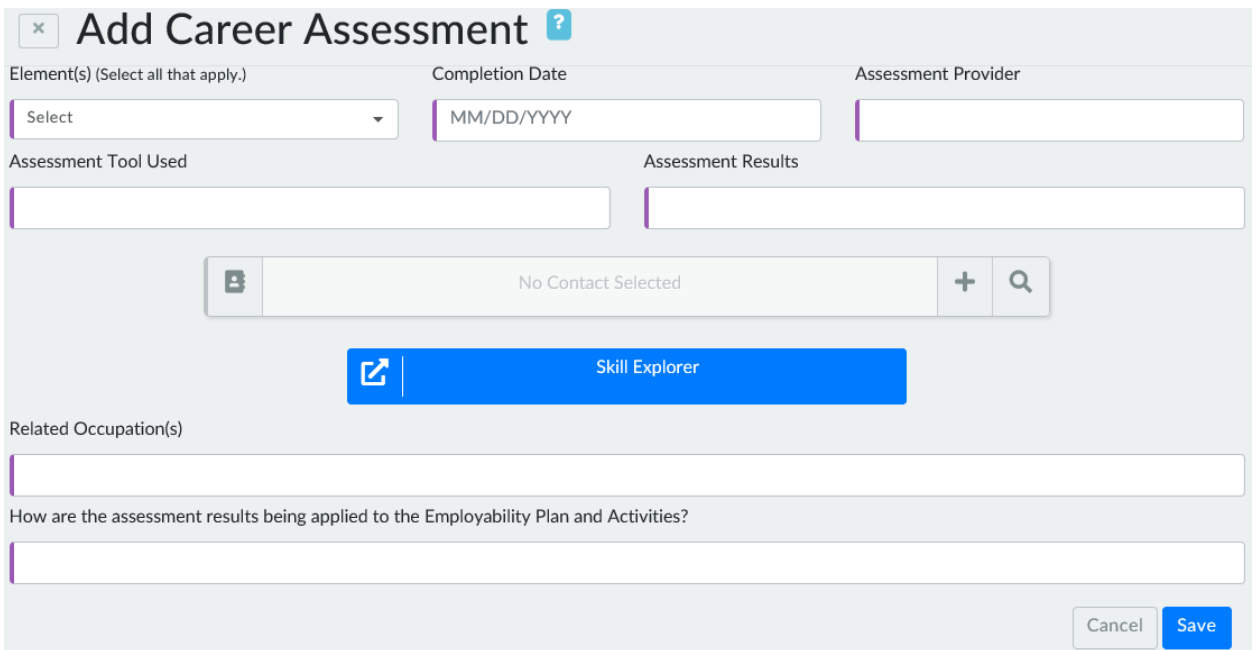 × Add Career Assessment ?
Element(s) (Select all that apply.) Completion Date Assessment Provider
Select MM/DD/YYYY
Assessment Tool Used Assessment Results
No Contact Selected
Skill Explorer
Related Occupation(s)
How are the assessment results being applied to the Employability Plan and Activities?
Cancel Save